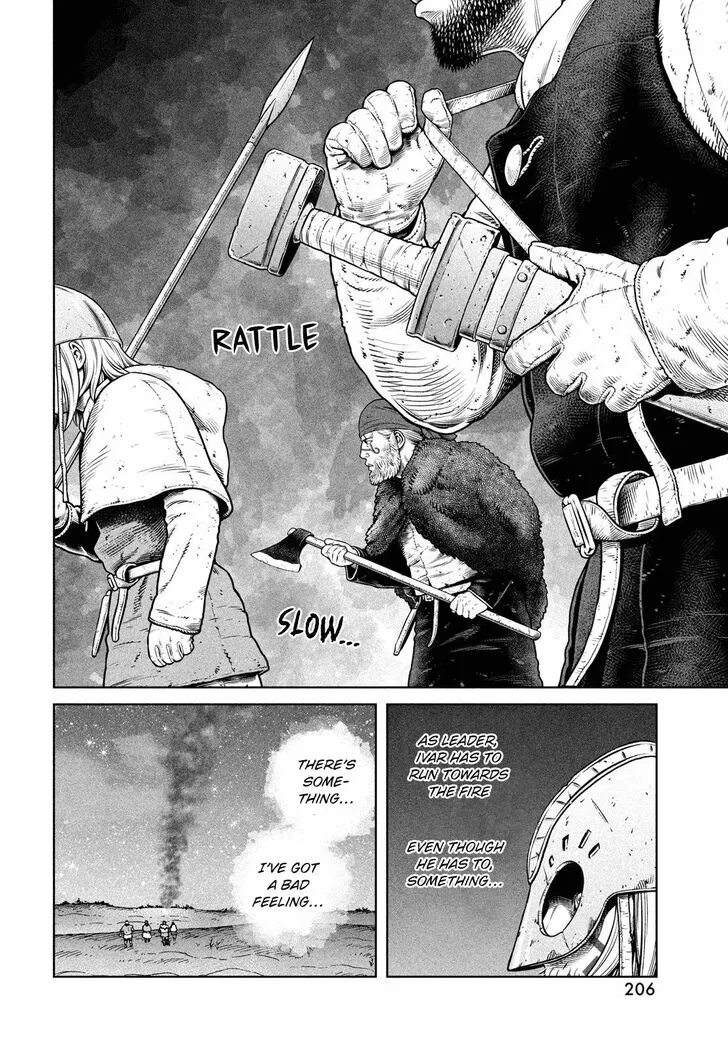 RATTLE
SLOW...
THERE'S
SOME-
THING...
I'VE GOT
A BAD
FEELING...
AS LEADER,
IVAR HAS TO
RUN TOWARDS
THE FIRE
EVEN THOUGH
HE HAS TO,
SOMETHING...
206